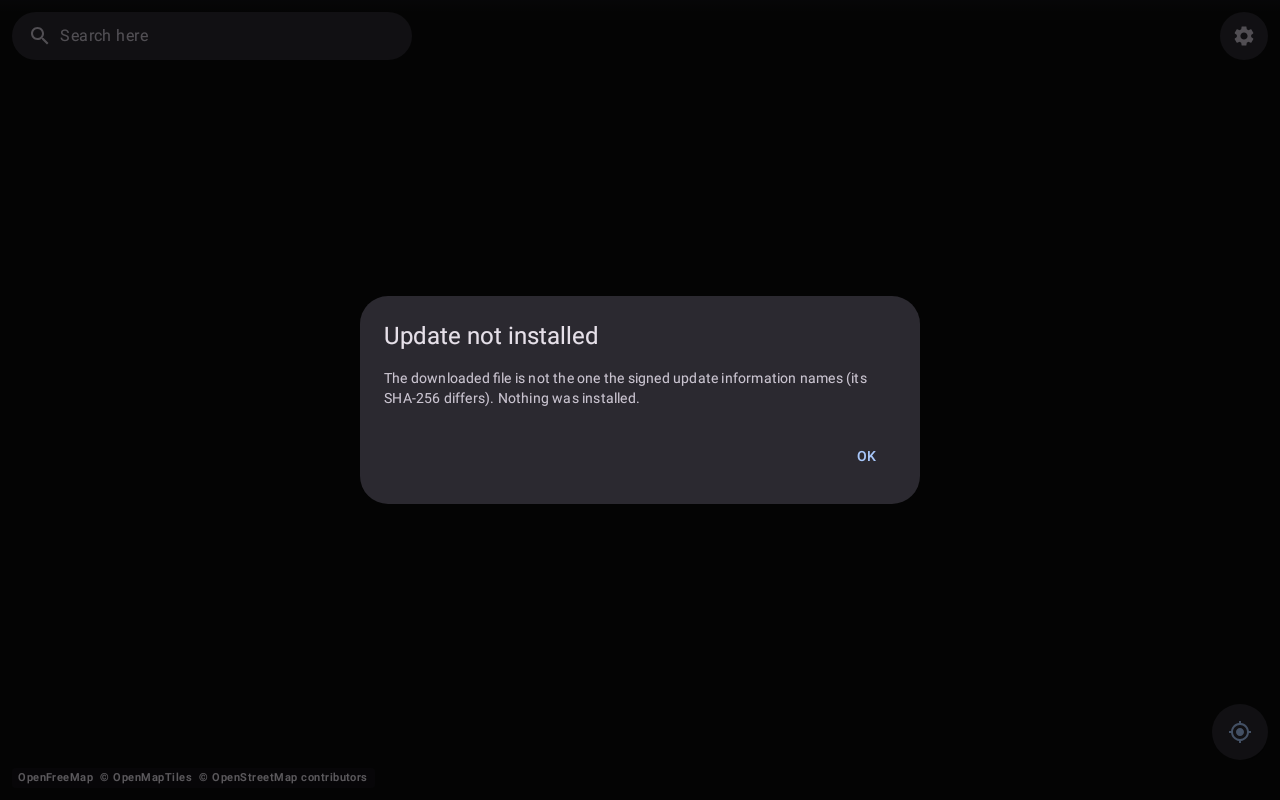 Search here
Update not installed
The downloaded file is not the one the signed update information names (its
SHA-256 differs). Nothing was installed.
OK
OpenFreeMap © OpenMapTiles © OpenStreetMap contributors